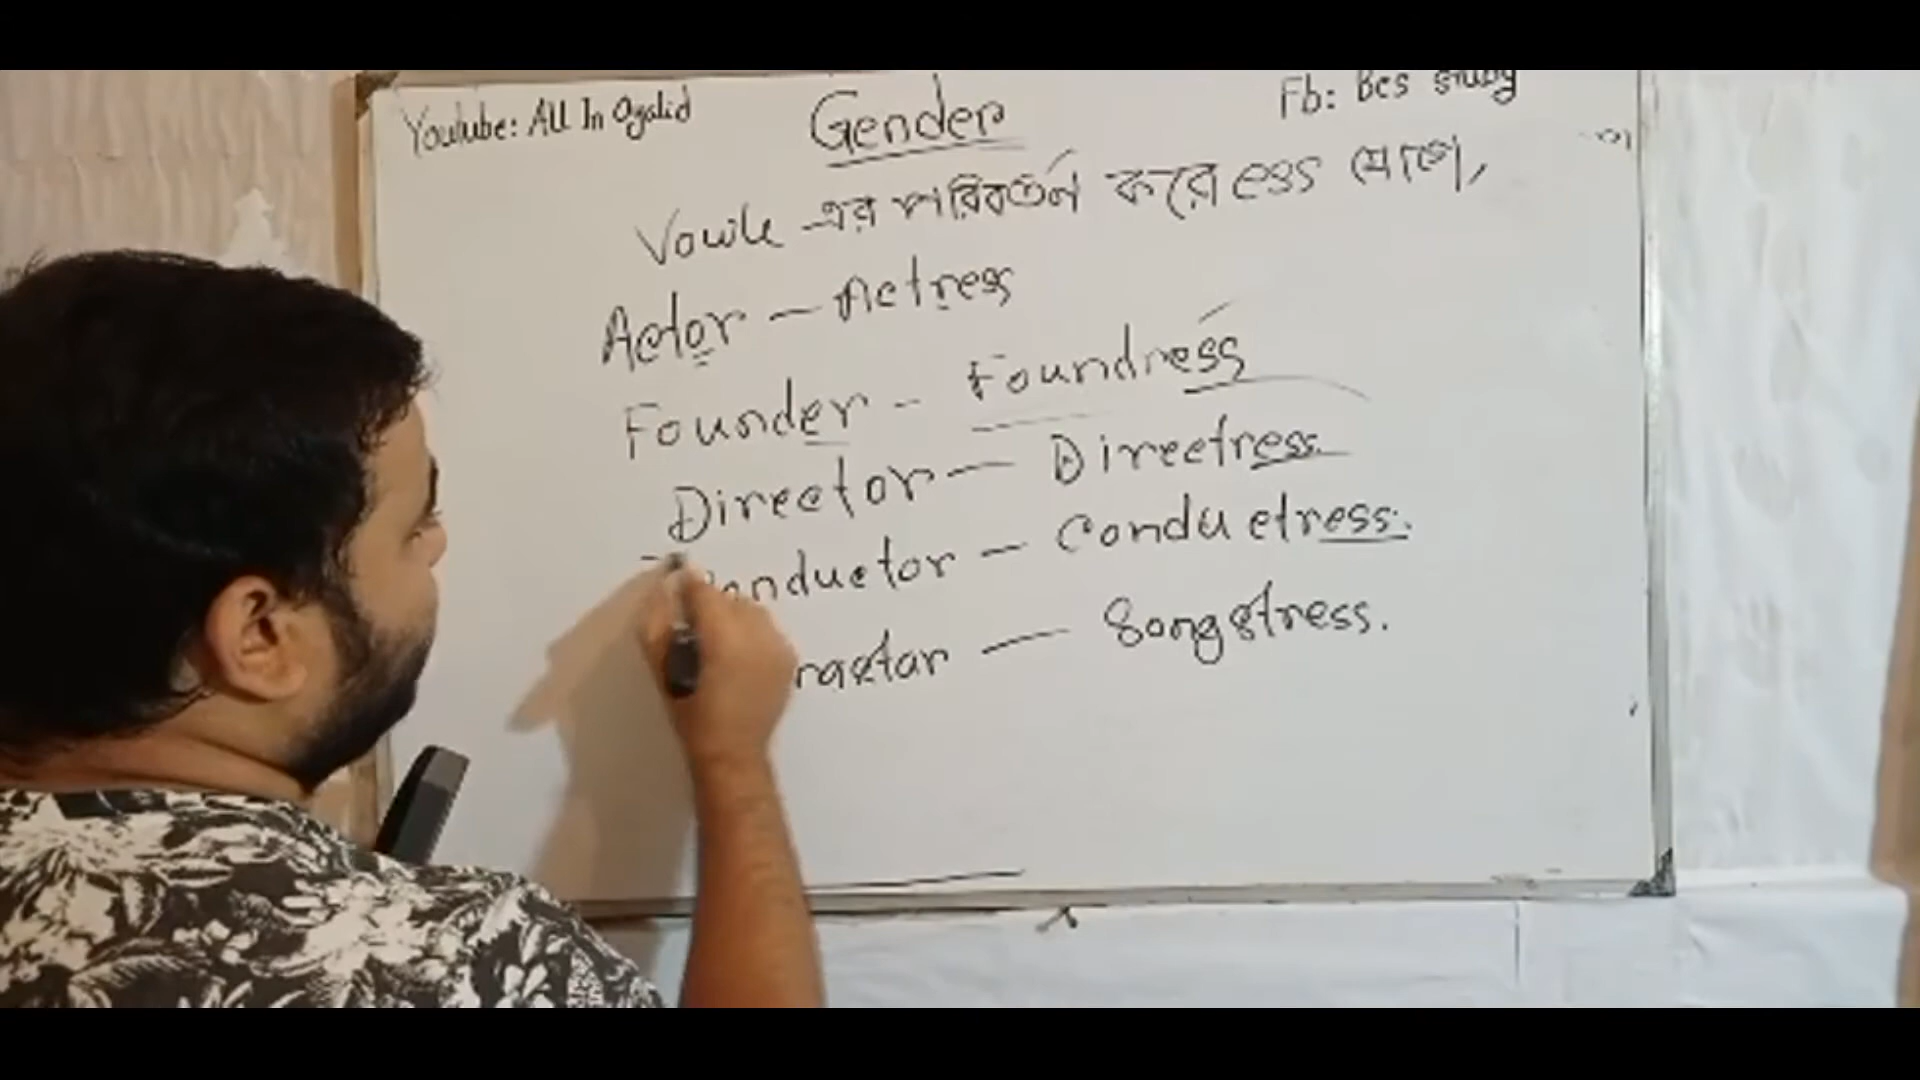 Youtube: All In Ogalid
Gender
Fb: Bcs study
Vowle এর পরিবর্তন করে ess যোগে,
Actor - Actress
Founder - Foundress
Director - Directress.
Conductor - Conductress.
Songstress.